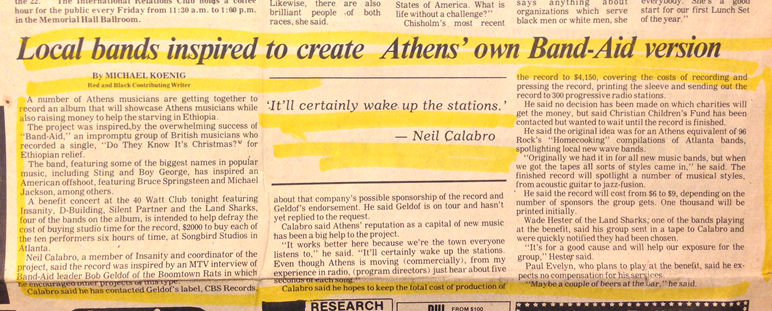 the 22. The International Relations Club holds a coffee
hour for the public every Friday from 11:30 a.m. to 1:00 p.m.
in the Memorial Hall Ballroom.
Likewise, there are also
brilliant people of both
races, she said.
States of America. What is
life without a challenge?"
Chisholm's most recent
says anything about
organizations which serve
black men or white men, she
everybody. She's a good
start for our first Lunch Set
of the year."
Local bands inspired to create Athens' own Band-Aid version
By MICHAEL KOENIG
Red and Black Contributing Writer
A number of Athens musicians are getting together to
record an album that will showcase Athens musicians while
also raising money to help the starving in Ethiopia.
The project was inspired by the overwhelming success of
"Band-Aid," an impromptu group of British musicians who
recorded a single, "Do They Know It's Christmas?" for
Ethiopian relief.
The band, featuring some of the biggest names in popular
music, including Sting and Boy George, has inspired an
American offshoot, featuring Bruce Springsteen and Michael
Jackson, among others.
A benefit concert at the 40 Watt Club tonight featuring
Insanity, D-Building, Silent Partner and the Land Sharks,
four of the bands on the album, is intended to help defray the
cost of buying studio time for the record, $2000 to buy each of
the ten performers six hours of time, at Songbird Studios in
Atlanta.
Neil Calabro, a member of Insanity and coordinator of the
project, said the record was inspired by an MTV interview of
Band-Aid leader Bob Geldof of the Boomtown Rats in which
he encouraged other projects of this type.
Calabro said he has contacted Geldof's label, CBS Records,
'It'll certainly wake up the stations.'
— Neil Calabro
about that company's possible sponsorship of the record and
Geldof's endorsement. He said Geldof is on tour and hasn't
yet replied to the request.
Calabro said Athens' reputation as a capital of new music
has been a big help to the project.
"It works better here because we're the town everyone
listens to," he said. "It'll certainly wake up the stations.
Even though Athens is moving (commercially), from my
experience in radio, (program directors) just hear about five
seconds of each song."
Calabro said he hopes to keep the total cost of production of
the record to $4,150, covering the costs of recording and
pressing the record, printing the sleeve and sending out the
record to 300 progressive radio stations.
He said no decision has been made on which charities will
get the money, but said Christian Children's Fund has been
contacted but wanted to wait until the record is finished.
He said the original idea was for an Athens equivalent of 96
Rock's "Homecooking" compilations of Atlanta bands,
spotlighting local new wave bands.
"Originally we had it in for all new music bands, but when
we got the tapes all sorts of styles came in," he said. The
finished record will spotlight a number of musical styles,
from acoustic guitar to jazz-fusion.
He said the record will cost from $6 to $9, depending on the
number of sponsors the group gets. One thousand will be
printed initially.
Wade Hester of the Land Sharks, one of the bands playing
at the benefit, said his group sent in a tape to Calabro and
were quickly notified they had been chosen.
"It's for a good cause and will help our exposure for the
group," Hester said.
Paul Evelyn, who plans to play at the benefit, said he ex-
pects no compensation for his services.
"Maybe a couple of beers at the bar," he said.
RESEARCH
FROM $100